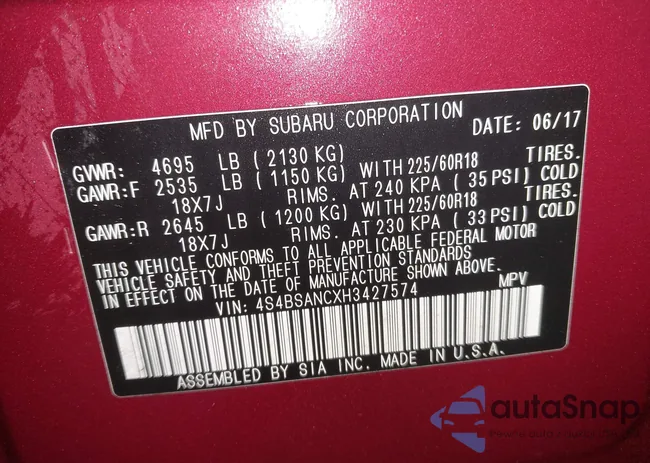 MFD BY SUBARU CORPORATION DATE: 06/17
GVWR: 4695 LB (2130 KG)
GAWR:F 2535 LB (1150 KG) WITH 225/60R18 TIRES.
18X7J RIMS. AT 240 KPA (35 PSI) COLD
GAWR:R 2645 LB (1200 KG) WITH 225/60R18 TIRES.
18X7J RIMS. AT 230 KPA (33 PSI) COLD
THIS VEHICLE CONFORMS TO ALL APPLICABLE FEDERAL MOTOR
VEHICLE SAFETY AND THEFT PREVENTION STANDARDS
IN EFFECT ON THE DATE OF MANUFACTURE SHOWN ABOVE.
VIN: 4S4BSANCXH3427574 MPV
ASSEMBLED BY SIA INC. MADE IN U.S.A.
autoSnap